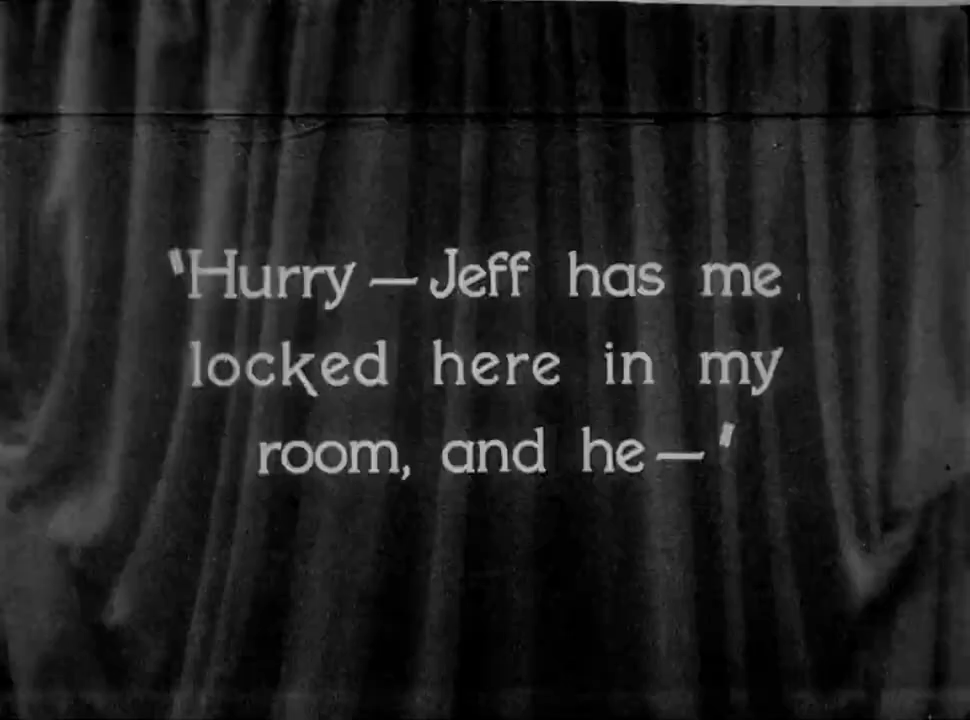 "Hurry — Jeff has me
locked here in my
room, and he — "